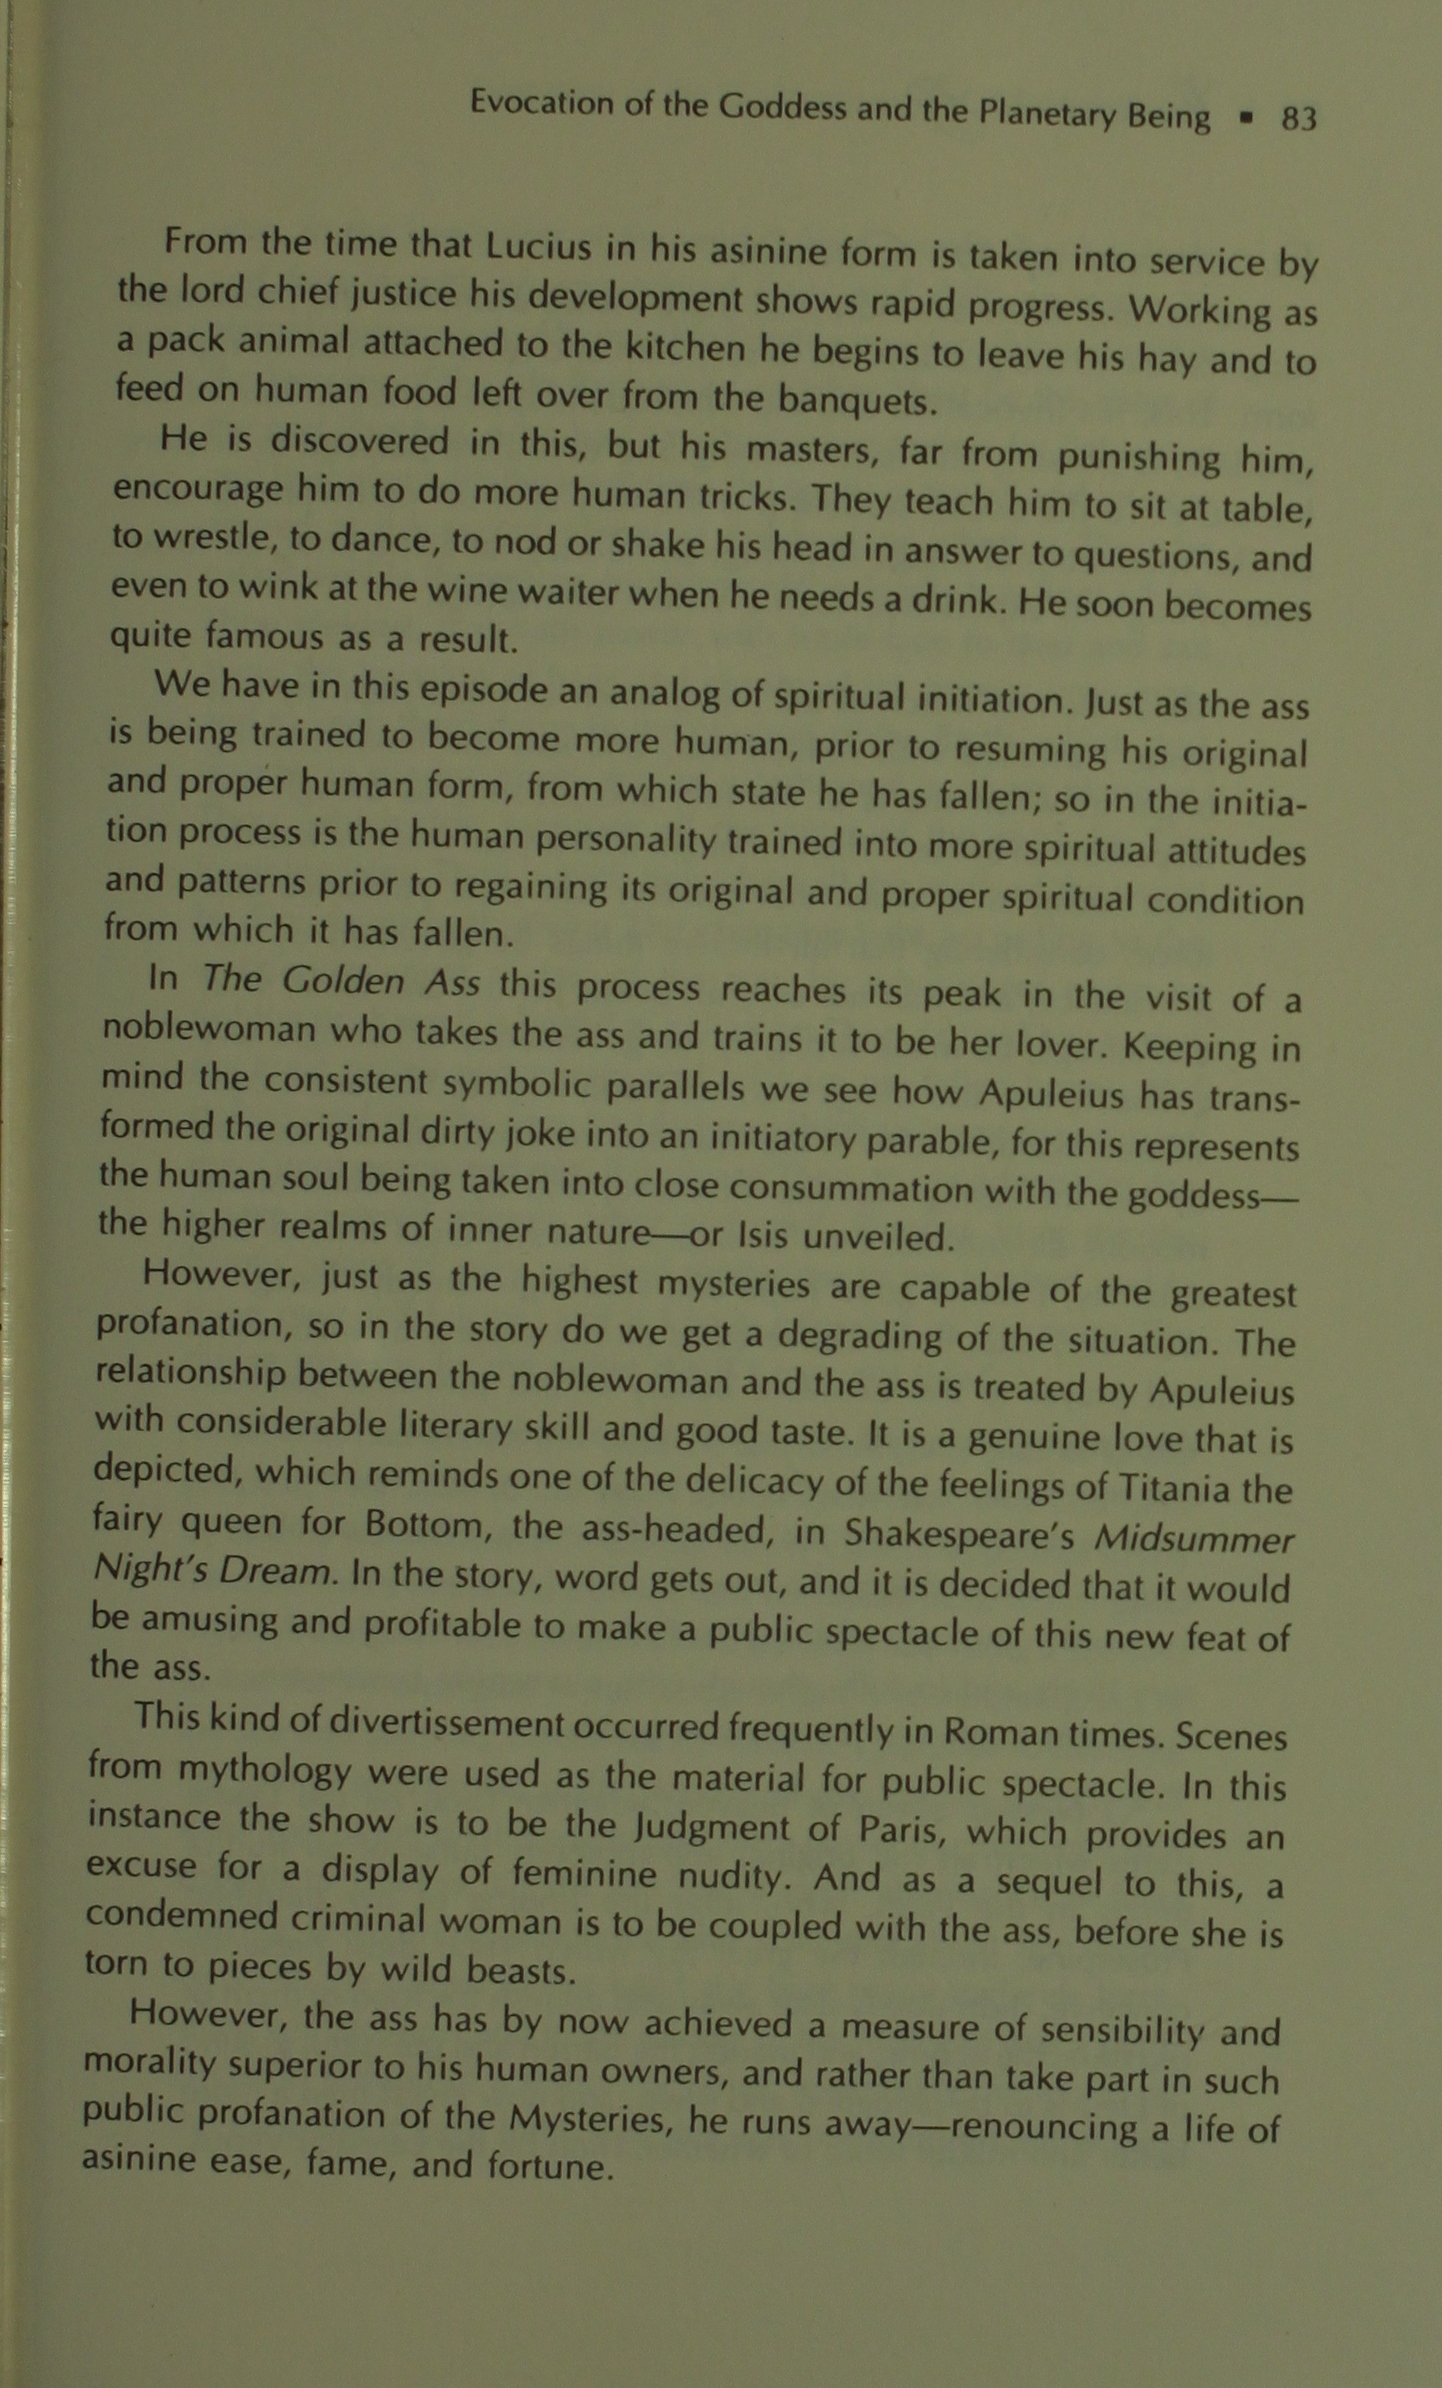 Evocation of the Goddess and the Planetary Being ▪ 83
From the time that Lucius in his asinine form is taken into service by
the lord chief justice his development shows rapid progress. Working as
a pack animal attached to the kitchen he begins to leave his hay and to
feed on human food left over from the banquets.
He is discovered in this, but his masters, far from punishing him,
encourage him to do more human tricks. They teach him to sit at table,
to wrestle, to dance, to nod or shake his head in answer to questions, and
even to wink at the wine waiter when he needs a drink. He soon becomes
quite famous as a result.
We have in this episode an analog of spiritual initiation. Just as the ass
is being trained to become more human, prior to resuming his original
and proper human form, from which state he has fallen; so in the initia-
tion process is the human personality trained into more spiritual attitudes
and patterns prior to regaining its original and proper spiritual condition
from which it has fallen.
In The Golden Ass this process reaches its peak in the visit of a
noblewoman who takes the ass and trains it to be her lover. Keeping in
mind the consistent symbolic parallels we see how Apuleius has trans-
formed the original dirty joke into an initiatory parable, for this represents
the human soul being taken into close consummation with the goddess—
the higher realms of inner nature—or Isis unveiled.
However, just as the highest mysteries are capable of the greatest
profanation, so in the story do we get a degrading of the situation. The
relationship between the noblewoman and the ass is treated by Apuleius
with considerable literary skill and good taste. It is a genuine love that is
depicted, which reminds one of the delicacy of the feelings of Titania the
fairy queen for Bottom, the ass-headed, in Shakespeare's Midsummer
Night's Dream. In the story, word gets out, and it is decided that it would
be amusing and profitable to make a public spectacle of this new feat of
the ass.
This kind of divertissement occurred frequently in Roman times. Scenes
from mythology were used as the material for public spectacle. In this
instance the show is to be the Judgment of Paris, which provides an
excuse for a display of feminine nudity. And as a sequel to this, a
condemned criminal woman is to be coupled with the ass, before she is
torn to pieces by wild beasts.
However, the ass has by now achieved a measure of sensibility and
morality superior to his human owners, and rather than take part in such
public profanation of the Mysteries, he runs away—renouncing a life of
asinine ease, fame, and fortune.